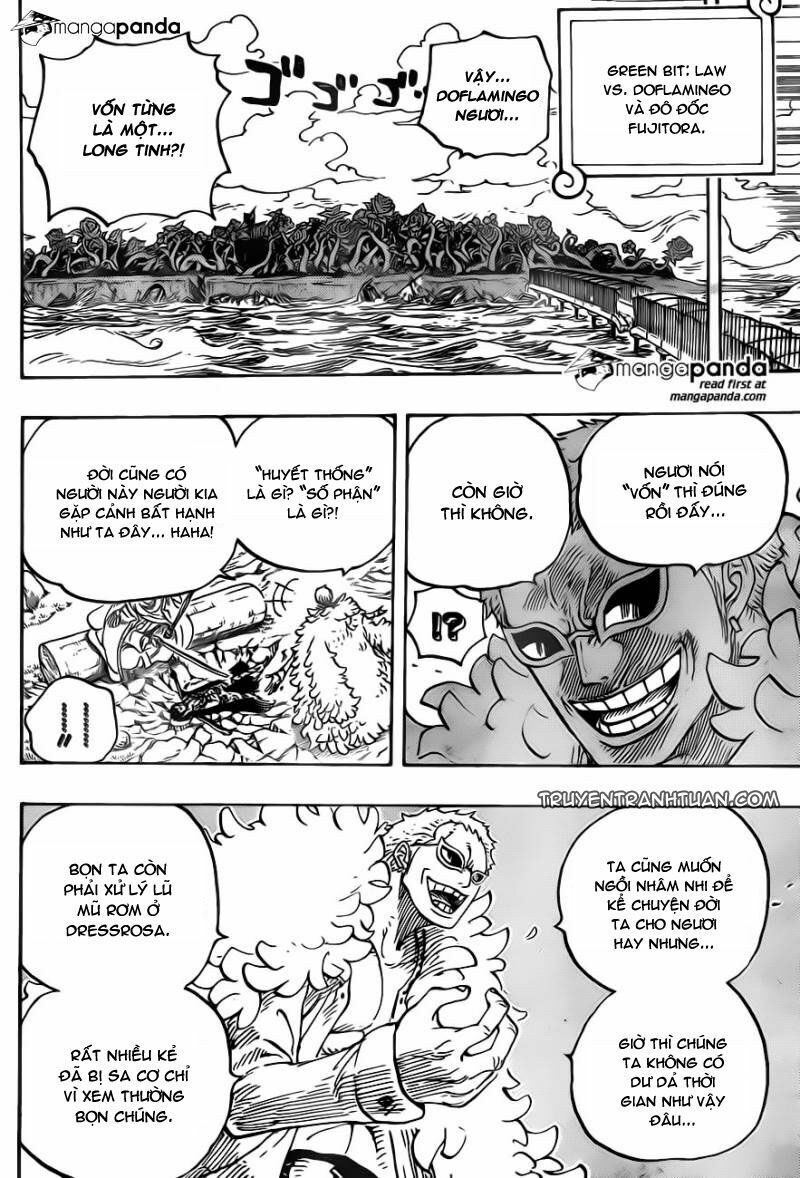 mangapanda
GREEN BIT: LAW
VS. DOFLAMINGO
VÀ ĐÔ ĐỐC
FUJITORA.
VẬY...
DOFLAMINGO
NGƯƠI...
ゴゴゴゴ
VỐN TỪNG
LÀ MỘT...
LONG TINH?!
mangapanda
read first at
mangapanda.com
NGƯƠI NÓI
"VỐN" THÌ ĐÚNG
RỒI ĐẤY...
CÒN GIỜ
THÌ KHÔNG.
!?
"HUYẾT THỐNG"
LÀ GÌ? "SỐ PHẬN"
LÀ GÌ?!
ĐỜI CŨNG CÓ
NGƯỜI NÀY NGƯỜI KIA
GẶP CẢNH BẤT HẠNH
NHƯ TA ĐÂY... HAHA!
TRUYENTRANHTUAN.COM
TA CŨNG MUỐN
NGỒI NHÂM NHI ĐỂ
KỂ CHUYỆN ĐỜI
TA CHO NGƯƠI
HAY NHƯNG...
GIỜ THÌ CHÚNG
TA KHÔNG CÓ
DƯ DẢ THỜI
GIAN NHƯ VẬY
ĐÂU...
BỌN TA CÒN
PHẢI XỬ LÝ LŨ
MŨ RƠM Ở
DRESSROSA.
RẤT NHIỀU KẺ
ĐÃ BỊ SA CƠ CHỈ
VÌ XEM THƯỜNG
BỌN CHÚNG.